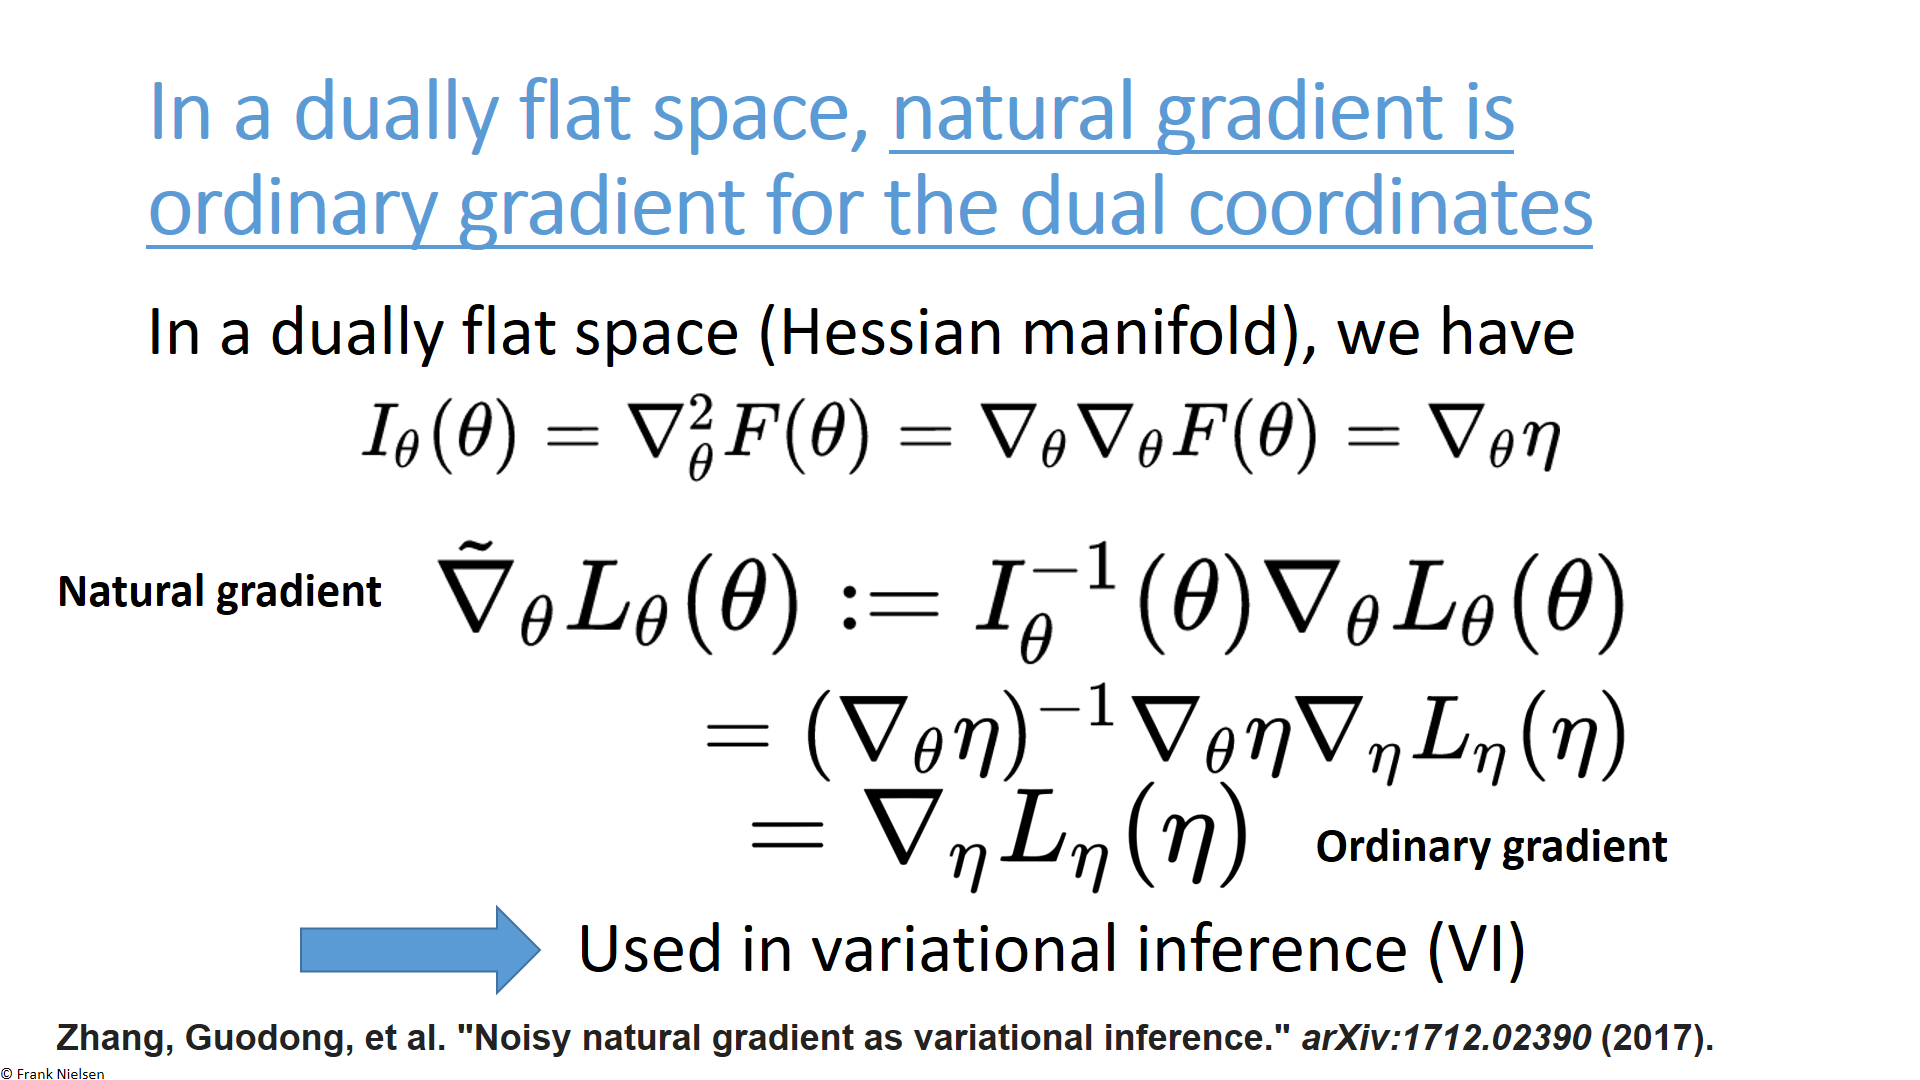 In a dually flat space, natural gradient is
ordinary gradient for the dual coordinates
In a dually flat space (Hessian manifold), we have
$I_\theta(\theta) = \nabla_\theta^2 F(\theta) = \nabla_\theta \nabla_\theta F(\theta) = \nabla_\theta \eta$
Natural gradient $\tilde{\nabla}_\theta L_\theta(\theta) := I_\theta^{-1}(\theta) \nabla_\theta L_\theta(\theta)$
$= (\nabla_\theta \eta)^{-1} \nabla_\theta \eta \nabla_\eta L_\eta(\eta)$
$= \nabla_\eta L_\eta(\eta)$ Ordinary gradient
Used in variational inference (VI)
Zhang, Guodong, et al. "Noisy natural gradient as variational inference." arXiv:1712.02390 (2017).
© Frank Nielsen